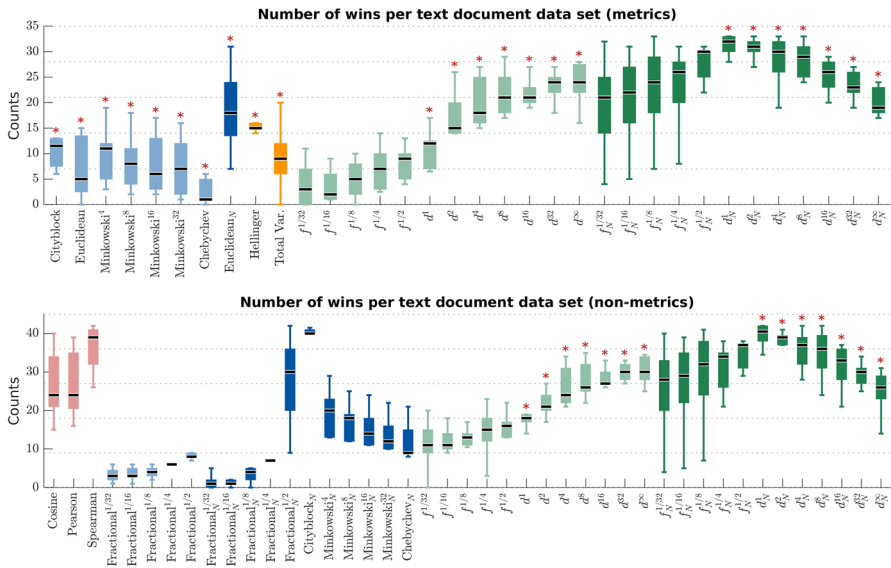 Number of wins per text document data set (metrics)
Counts
35
30
25
20
15
10
5
0
Cityblock
Euclidean
Minkowski^4
Minkowski^8
Minkowski^16
Minkowski^32
Chebychev
Euclidean_N
Hellinger
Total Var.
f^1/32
f^1/16
f^1/8
f^1/4
f^1/2
d^1
d^2
d^4
d^8
d^16
d^32
d^∞
f_N^1/32
f_N^1/16
f_N^1/8
f_N^1/4
f_N^1/2
d_N^1
d_N^2
d_N^4
d_N^8
d_N^16
d_N^32
d_N^∞
Number of wins per text document data set (non-metrics)
Counts
40
30
20
10
0
Cosine
Pearson
Spearman
Fractional^1/32
Fractional^1/16
Fractional^1/8
Fractional^1/4
Fractional^1/2
Fractional_N^1/32
Fractional_N^1/16
Fractional_N^1/8
Fractional_N^1/4
Fractional_N^1/2
Cityblock_N
Minkowski_N^4
Minkowski_N^8
Minkowski_N^16
Minkowski_N^32
Chebychev_N
f^1/32
f^1/16
f^1/8
f^1/4
f^1/2
d^1
d^2
d^4
d^8
d^16
d^32
d^∞
f_N^1/32
f_N^1/16
f_N^1/8
f_N^1/4
f_N^1/2
d_N^1
d_N^2
d_N^4
d_N^8
d_N^16
d_N^32
d_N^∞